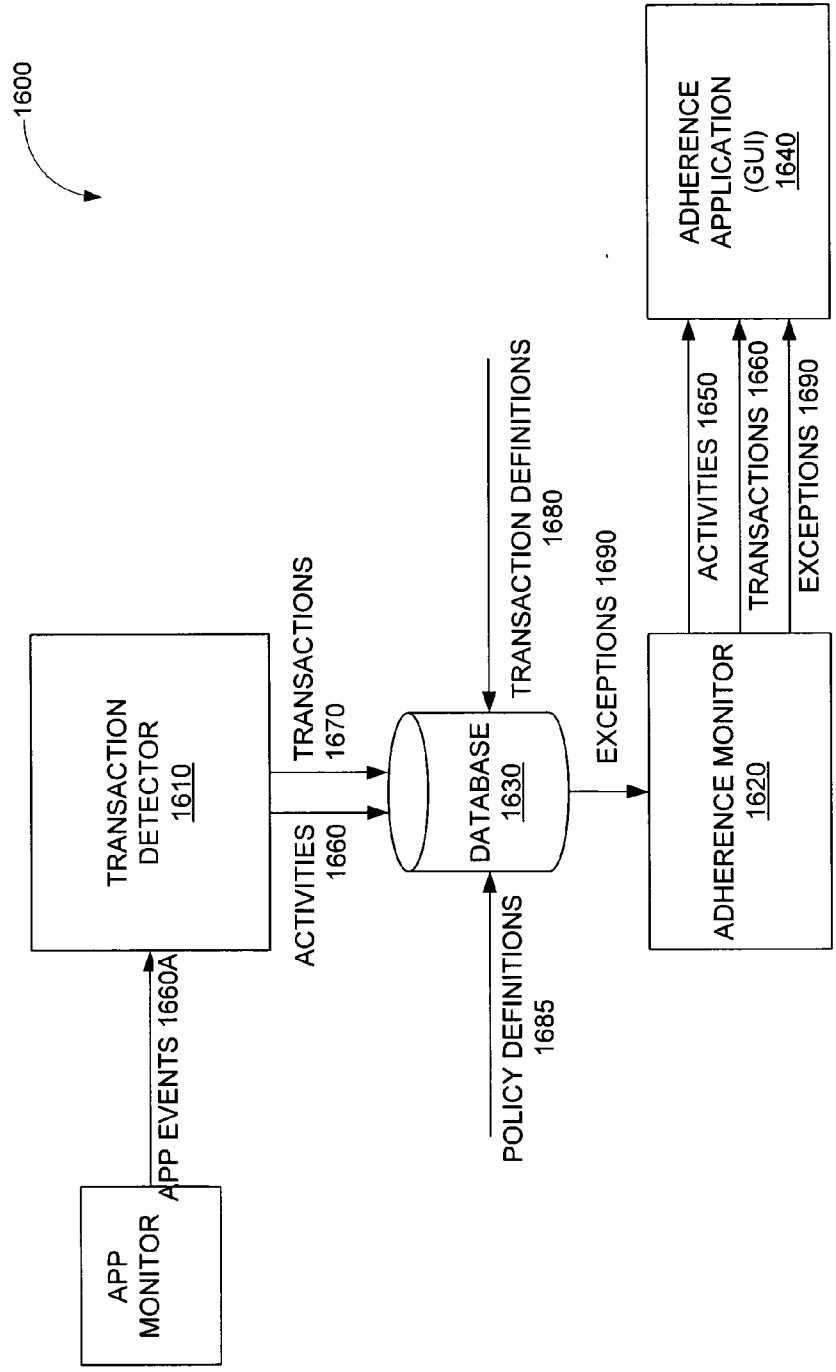 1600
APP
MONITOR
APP EVENTS 1660A
TRANSACTION
DETECTOR
1610
ACTIVITIES
1660
TRANSACTIONS
1670
POLICY DEFINITIONS
1685
DATABASE
1630
TRANSACTION DEFINITIONS
1680
EXCEPTIONS 1690
ADHERENCE MONITOR
1620
ACTIVITIES 1650
TRANSACTIONS 1660
EXCEPTIONS 1690
ADHERENCE
APPLICATION
(GUI)
1640